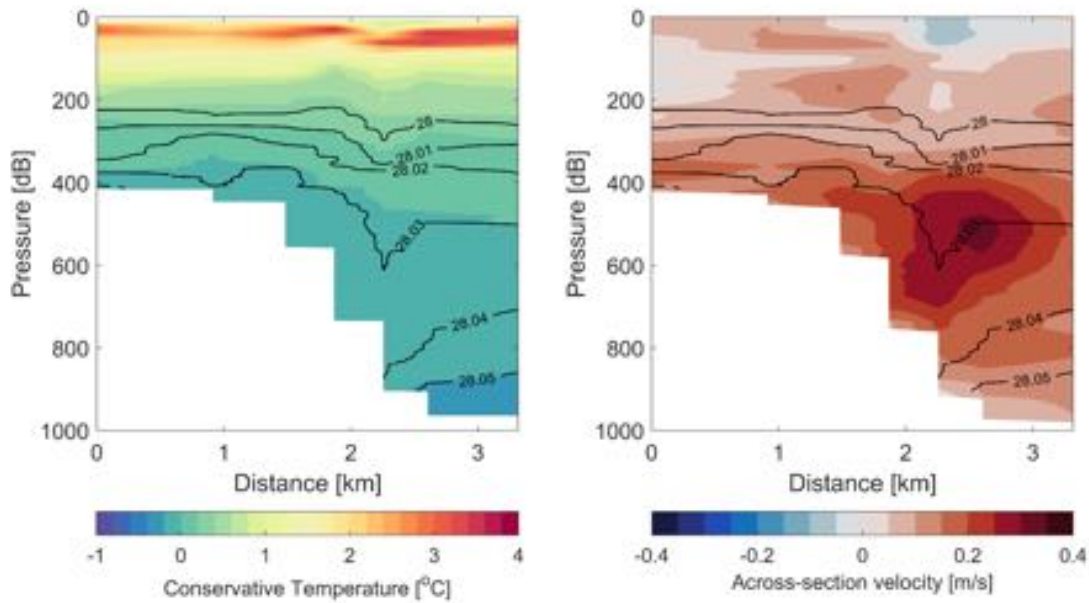 0
200
400
600
800
1000
Pressure [dB]
28
28.01
28.02
28.03
28.04
28.05
0 1 2 3
Distance [km]
-1 0 1 2 3 4
Conservative Temperature [°C]
0
200
400
600
800
1000
Pressure [dB]
28
28.01
28.02
28.03
28.04
28.05
0 1 2 3
Distance [km]
-0.4 -0.2 0 0.2 0.4
Across-section velocity [m/s]